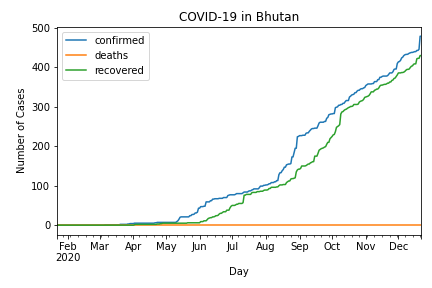 COVID-19 in Bhutan
confirmed
deaths
recovered
Number of Cases
500
400
300
200
100
0
Feb Mar Apr May Jun Jul Aug Sep Oct Nov Dec
2020
Day